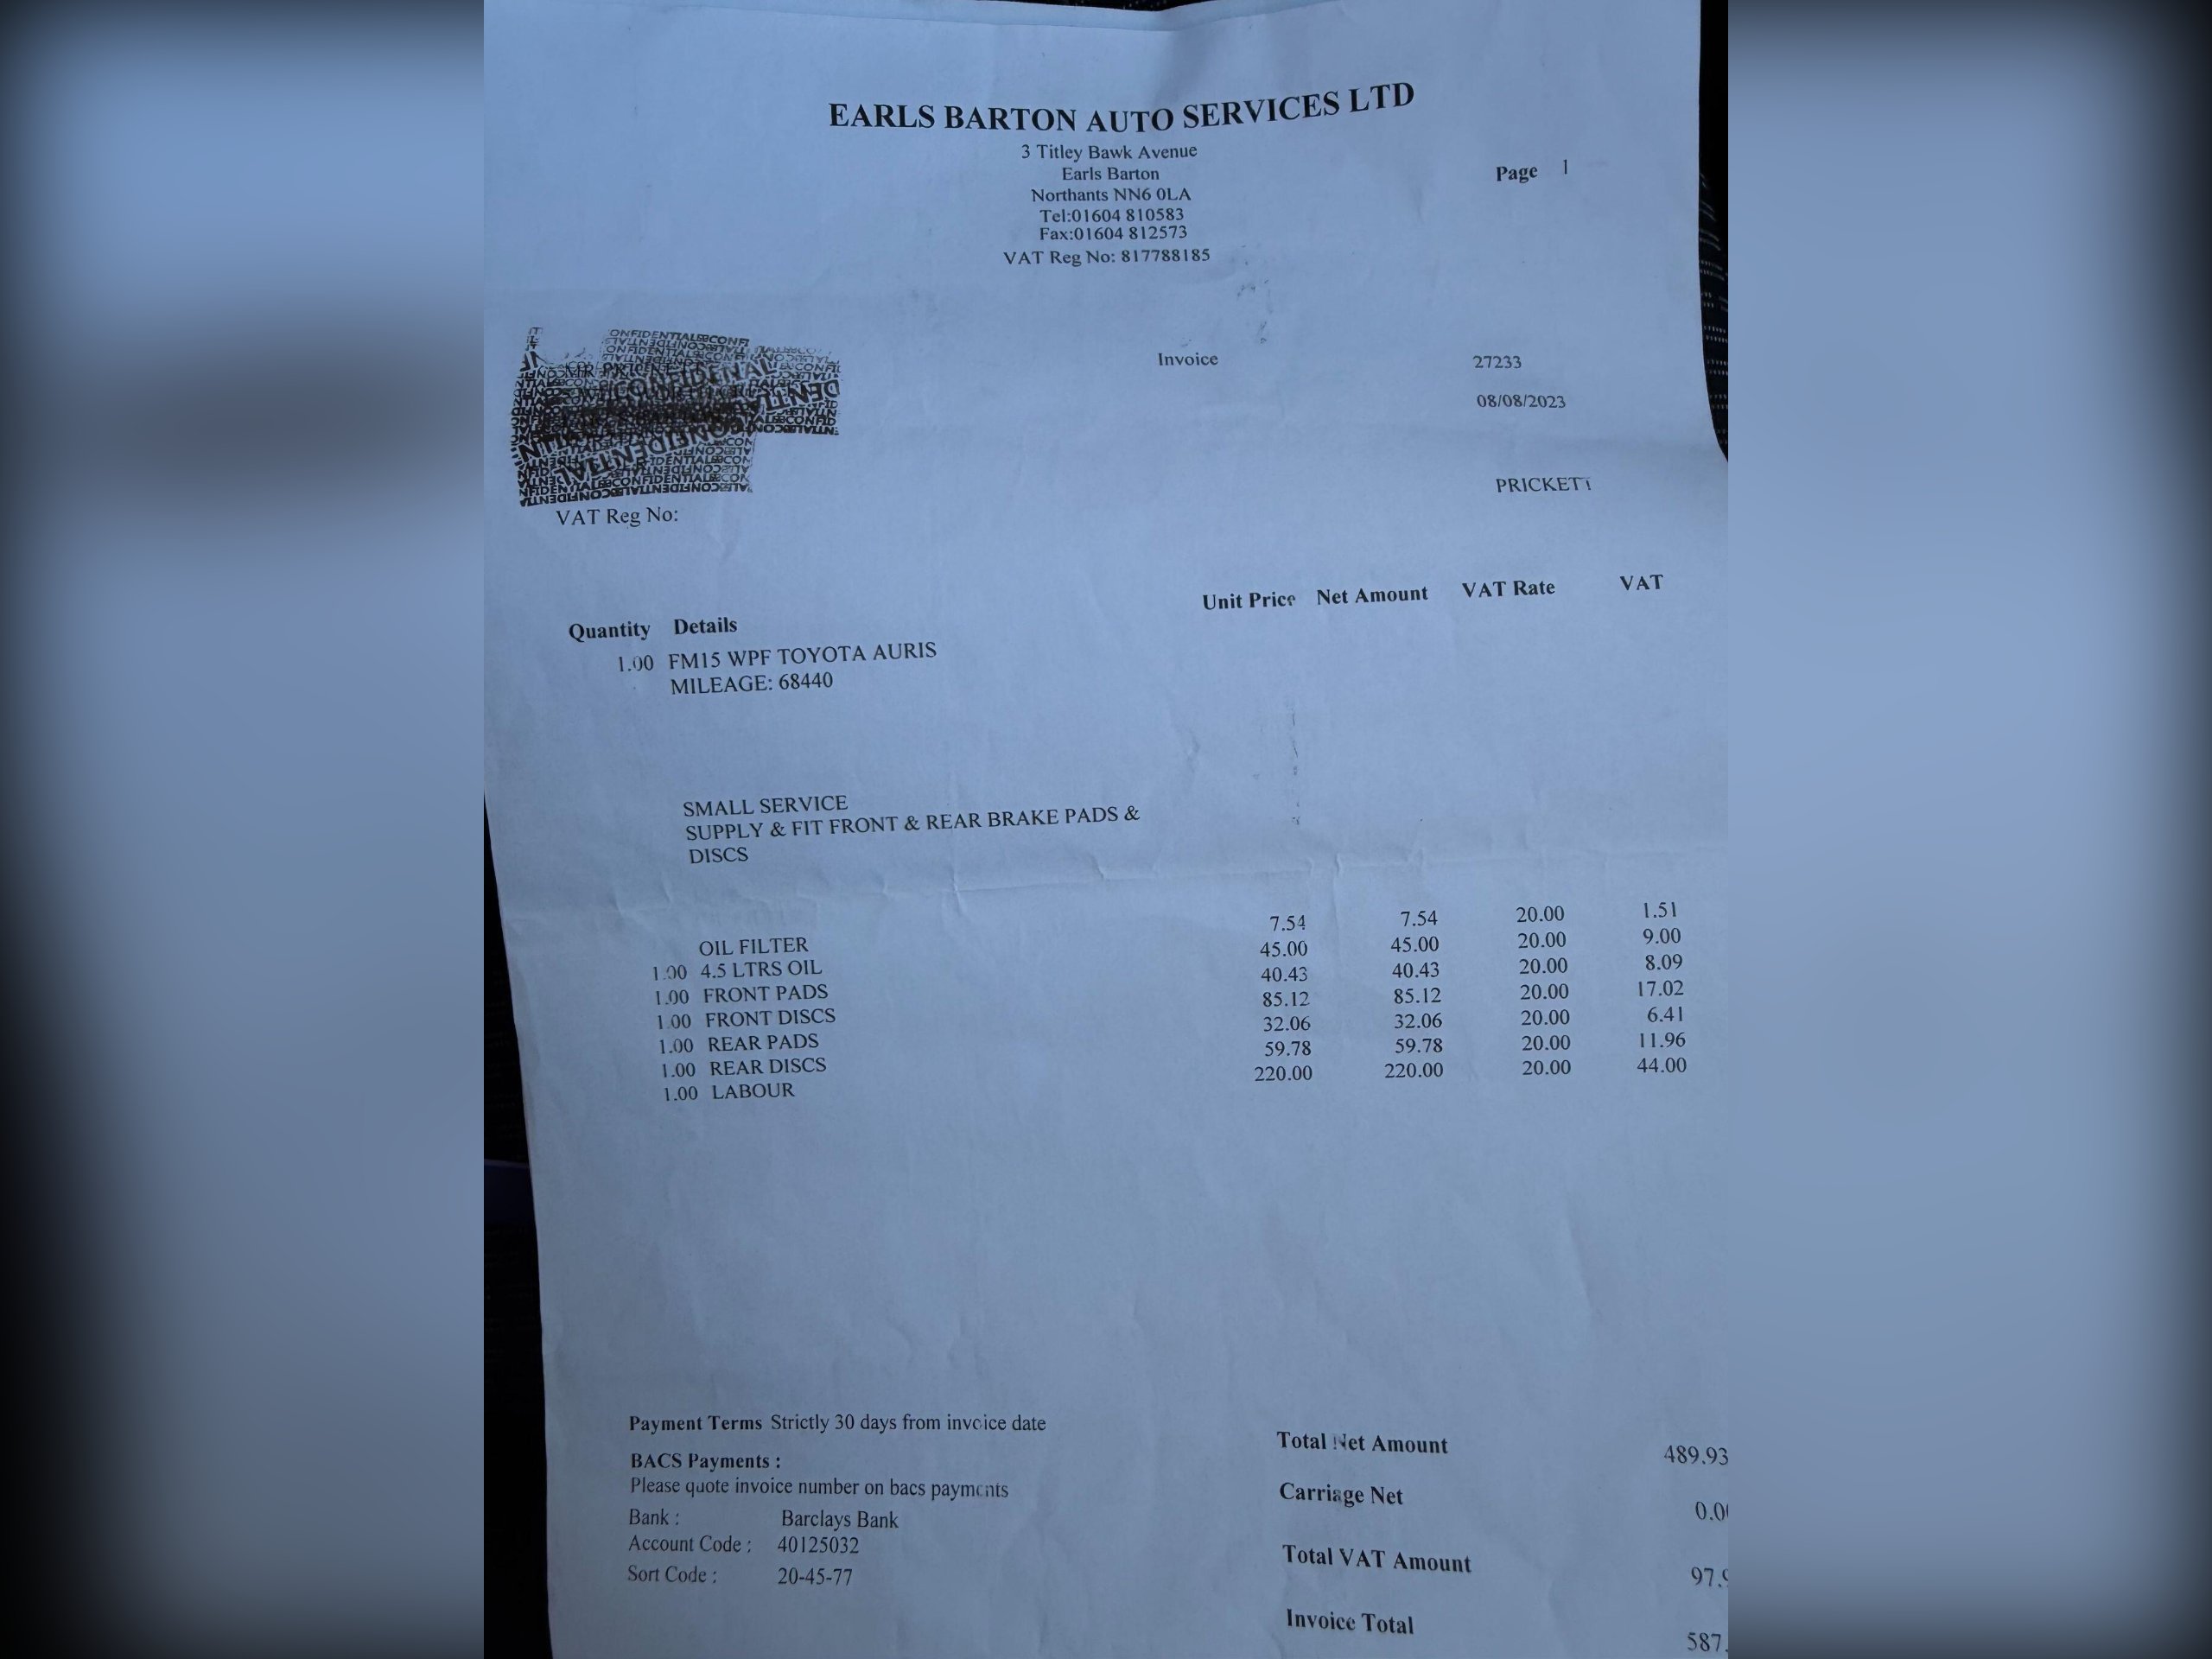 EARLS BARTON AUTO SERVICES LTD
3 Titley Bawk Avenue
Earls Barton
Northants NN6 0LA
Tel:01604 810583
Fax:01604 812573
VAT Reg No: 817788185
Page 1
Invoice 27233
08/08/2023
PRICKETT
VAT Reg No:
Quantity Details Unit Price Net Amount VAT Rate VAT
1.00 FM15 WPF TOYOTA AURIS
MILEAGE: 68440
SMALL SERVICE
SUPPLY & FIT FRONT & REAR BRAKE PADS &
DISCS
OIL FILTER 7.54 7.54 20.00 1.51
1.00 4.5 LTRS OIL 45.00 45.00 20.00 9.00
1.00 FRONT PADS 40.43 40.43 20.00 8.09
1.00 FRONT DISCS 85.12 85.12 20.00 17.02
1.00 REAR PADS 32.06 32.06 20.00 6.41
1.00 REAR DISCS 59.78 59.78 20.00 11.96
1.00 LABOUR 220.00 220.00 20.00 44.00
Payment Terms Strictly 30 days from invoice date
BACS Payments :
Please quote invoice number on bacs payments
Bank : Barclays Bank
Account Code : 40125032
Sort Code : 20-45-77
Total Net Amount 489.93
Carriage Net 0.0
Total VAT Amount 97.9
Invoice Total 587.